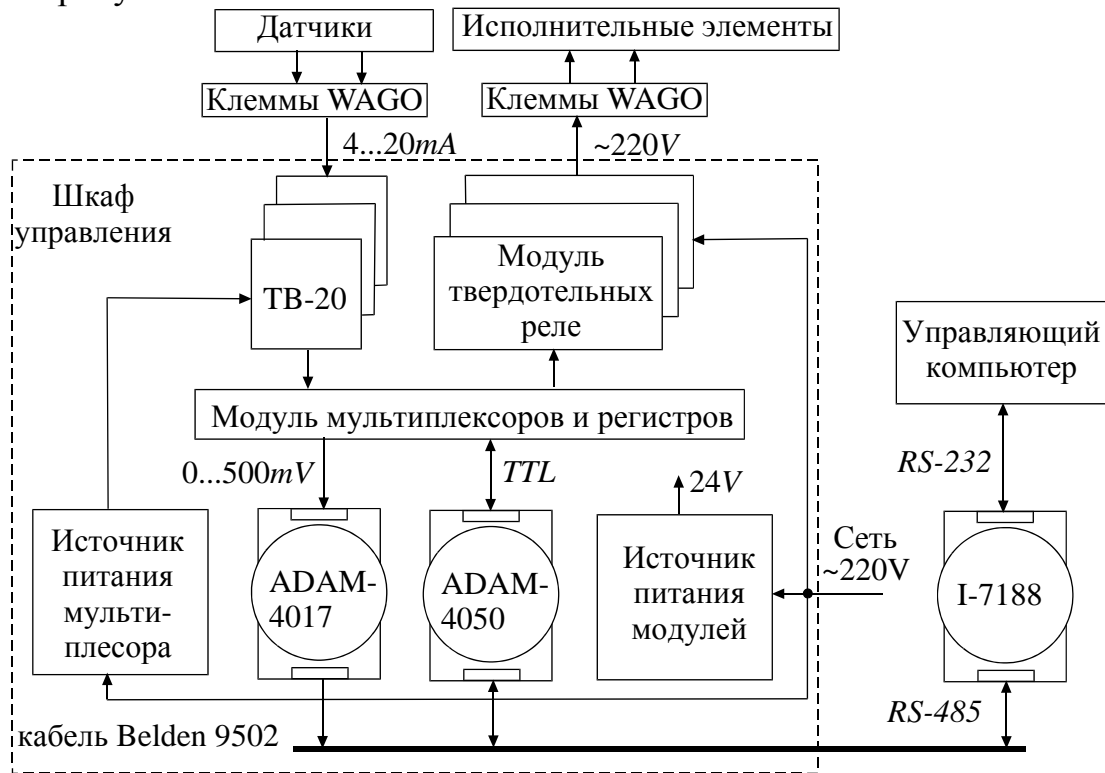 Датчики
Исполнительные элементы
Клеммы WAGO
Клеммы WAGO
4...20mA
~220V
Шкаф
управления
TB-20
Модуль
твердотельных
реле
Управляющий
компьютер
Модуль мультиплексоров и регистров
0...500mV
TTL
24V
RS-232
Источник
питания
мульти-
плесора
ADAM-
4017
ADAM-
4050
Источник
питания
модулей
Сеть
~220V
I-7188
RS-485
кабель Belden 9502